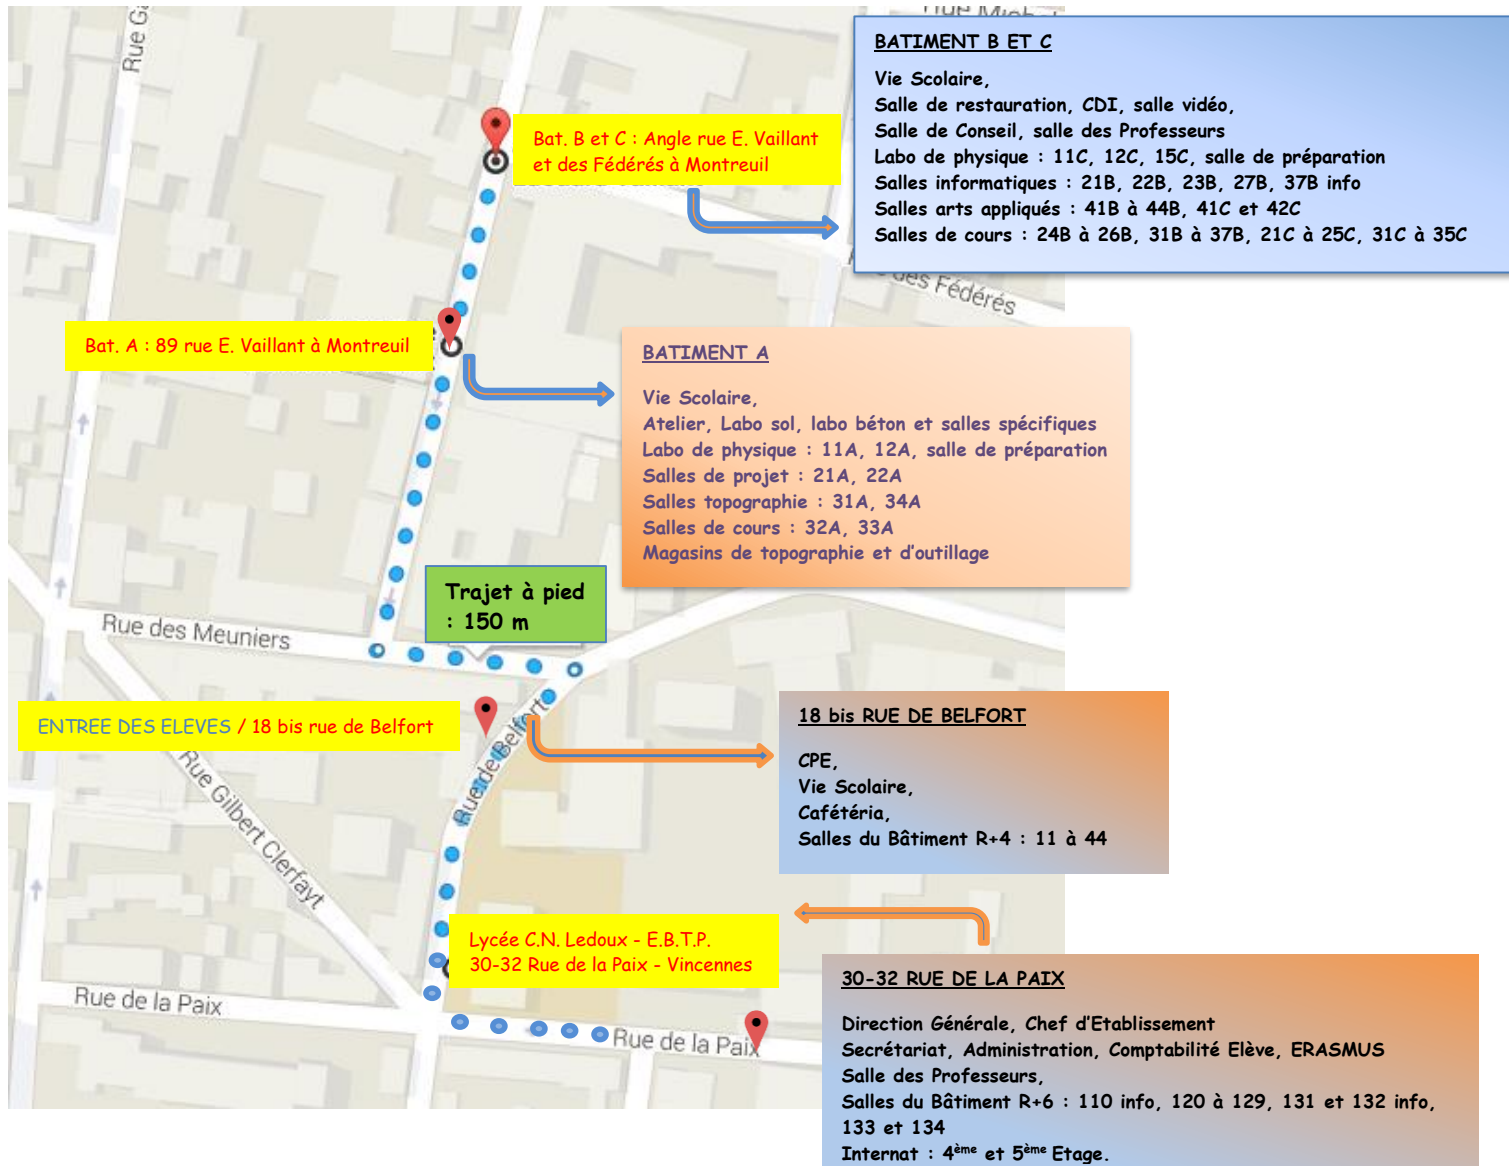 BATIMENT B ET C
Vie Scolaire,
Salle de restauration, CDI, salle vidéo,
Salle de Conseil, salle des Professeurs
Labo de physique : 11C, 12C, 15C, salle de préparation
Salles informatiques : 21B, 22B, 23B, 27B, 37B info
Salles arts appliqués : 41B à 44B, 41C et 42C
Salles de cours : 24B à 26B, 31B à 37B, 21C à 25C, 31C à 35C
Bat. B et C : Angle rue E. Vaillant
et des Fédérés à Montreuil
des Fédérés
Bat. A : 89 rue E. Vaillant à Montreuil
BATIMENT A
Vie Scolaire,
Atelier, Labo sol, labo béton et salles spécifiques
Labo de physique : 11A, 12A, salle de préparation
Salles de projet : 21A, 22A
Salles topographie : 31A, 34A
Salles de cours : 32A, 33A
Magasins de topographie et d'outillage
Trajet à pied
: 150 m
Rue des Meuniers
ENTREE DES ELEVES / 18 bis rue de Belfort
Rue de Belfort
18 bis RUE DE BELFORT
CPE,
Vie Scolaire,
Cafétéria,
Salles du Bâtiment R+4 : 11 à 44
Rue Gilbert Clerfayt
Lycée C.N. Ledoux - E.B.T.P.
30-32 Rue de la Paix - Vincennes
Rue de la Paix
Rue de la Paix
30-32 RUE DE LA PAIX
Direction Générale, Chef d'Etablissement
Secrétariat, Administration, Comptabilité Elève, ERASMUS
Salle des Professeurs,
Salles du Bâtiment R+6 : 110 info, 120 à 129, 131 et 132 info,
133 et 134
Internat : 4ème et 5ème Etage.